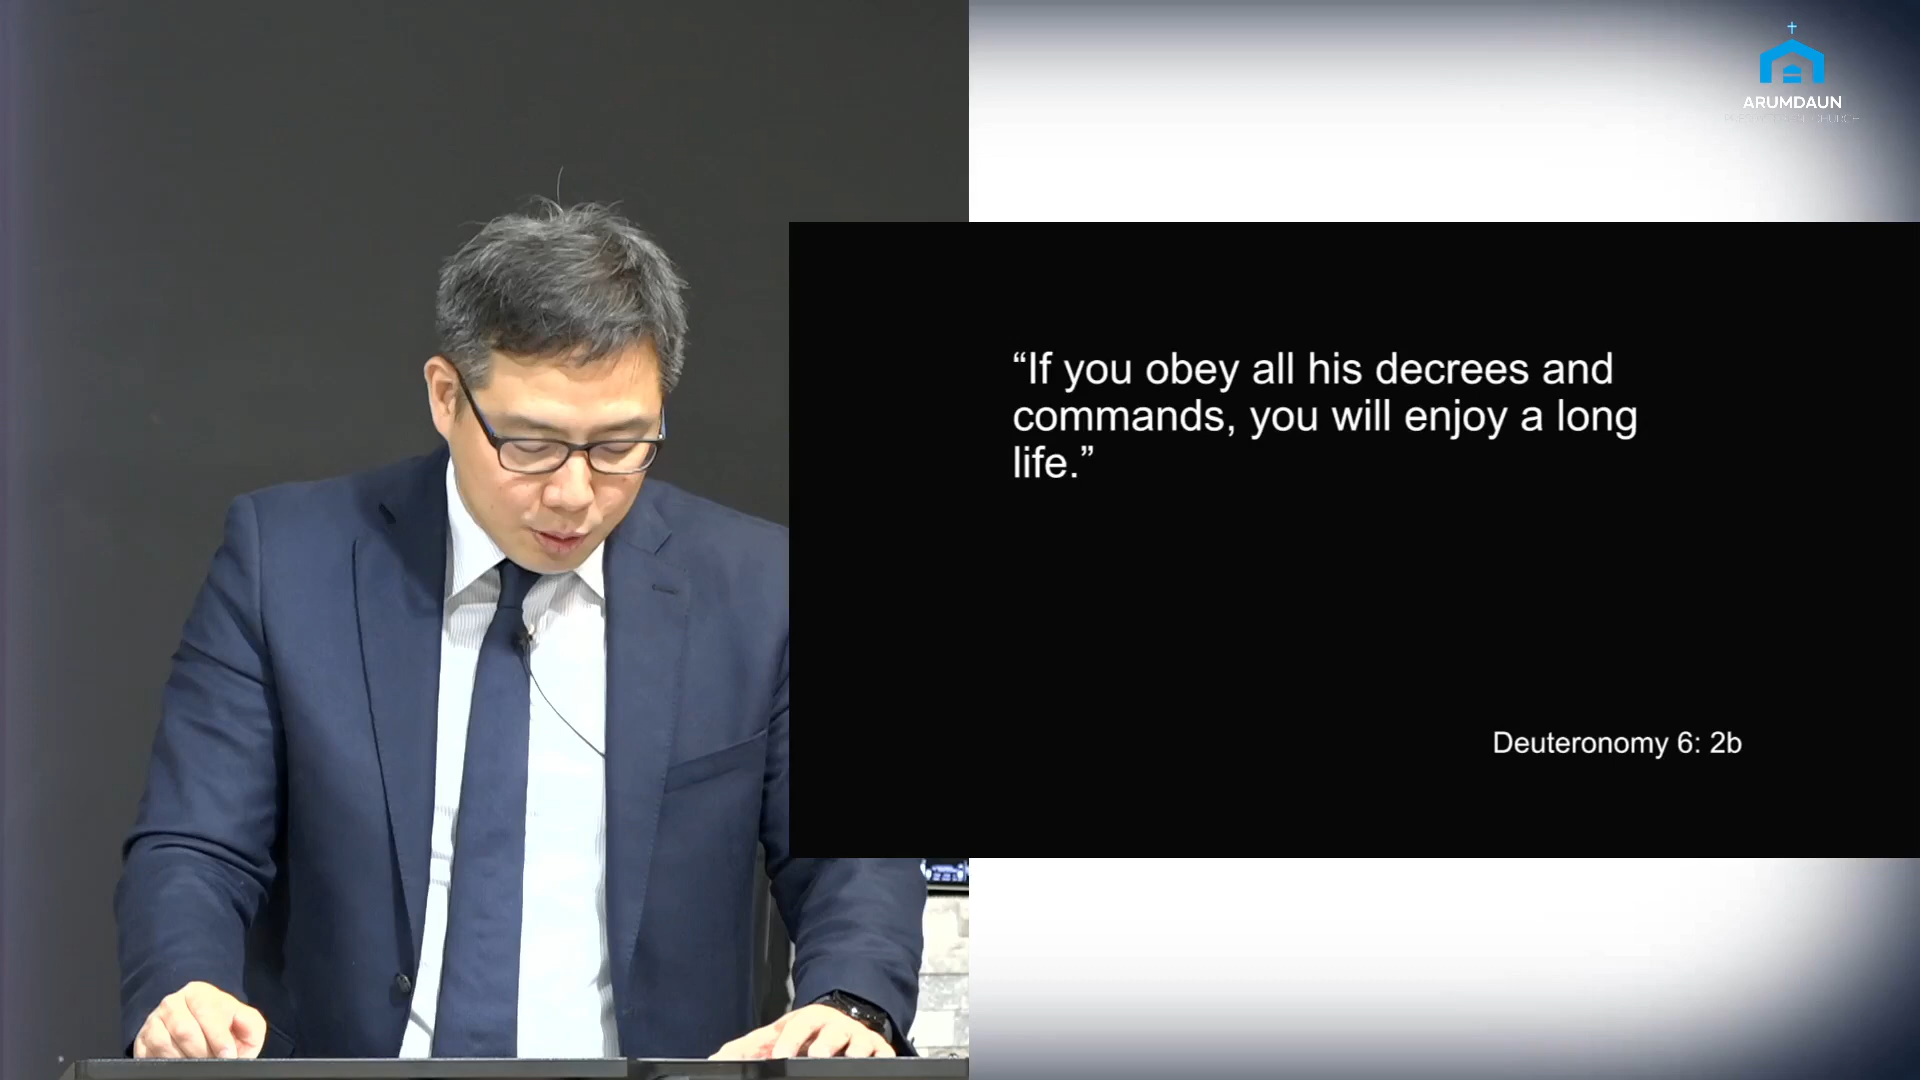 ARUMDAUN
“If you obey all his decrees and
commands, you will enjoy a long
life.”
Deuteronomy 6: 2b